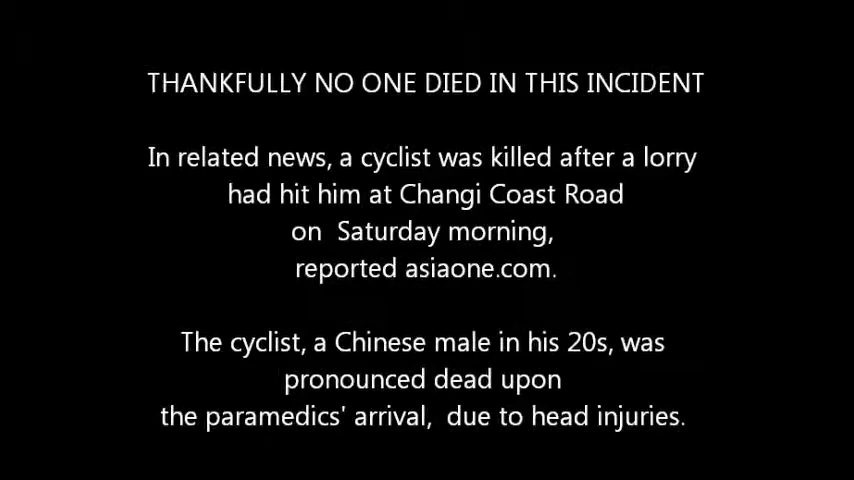 THANKFULLY NO ONE DIED IN THIS INCIDENT
In related news, a cyclist was killed after a lorry
had hit him at Changi Coast Road
on  Saturday morning,
reported asiaone.com.
The cyclist, a Chinese male in his 20s, was
pronounced dead upon
the paramedics' arrival,  due to head injuries.